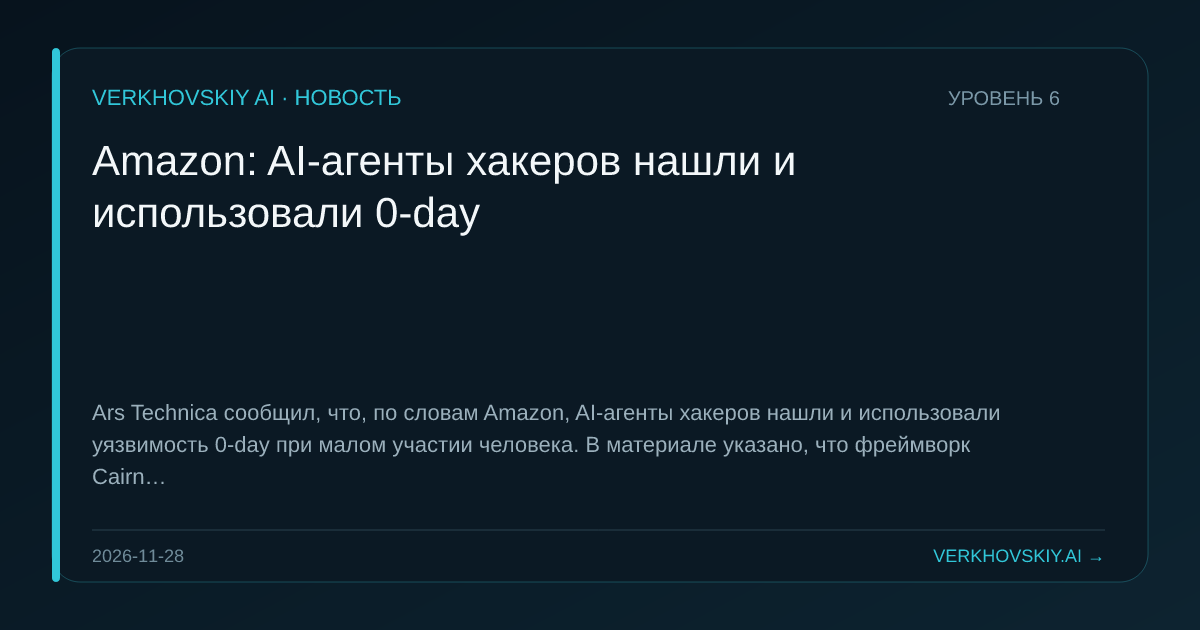 VERKHOVSKIY AI · НОВОСТЬ
УРОВЕНЬ 6
Amazon: AI-агенты хакеров нашли и
использовали 0-day
Ars Technica сообщил, что, по словам Amazon, AI-агенты хакеров нашли и использовали
уязвимость 0-day при малом участии человека. В материале указано, что фреймворк
Cairn…
2026-11-28
VERKHOVSKIY.AI →